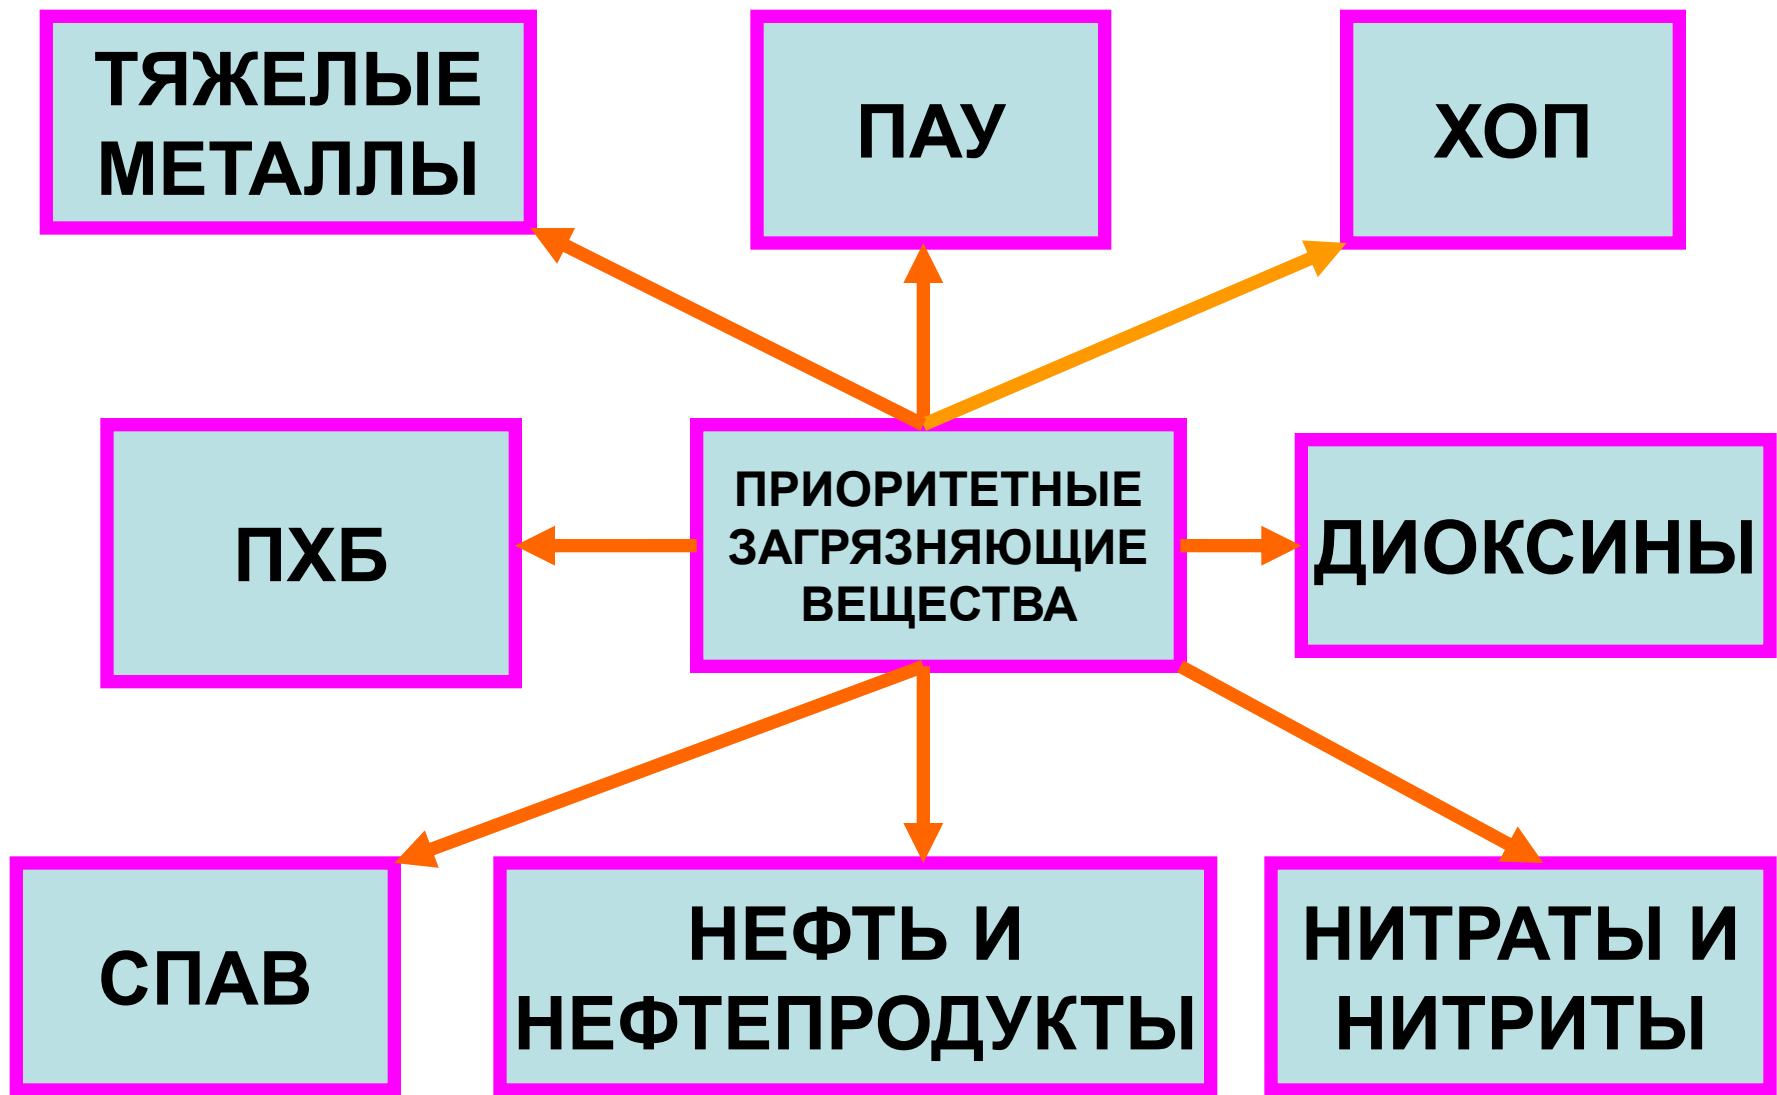 ТЯЖЕЛЫЕ
МЕТАЛЛЫ
ПАУ
ХОП
ПХБ
ПРИОРИТЕТНЫЕ
ЗАГРЯЗНЯЮЩИЕ
ВЕЩЕСТВА
ДИОКСИНЫ
СПАВ
НЕФТЬ И
НЕФТЕПРОДУКТЫ
НИТРАТЫ И
НИТРИТЫ